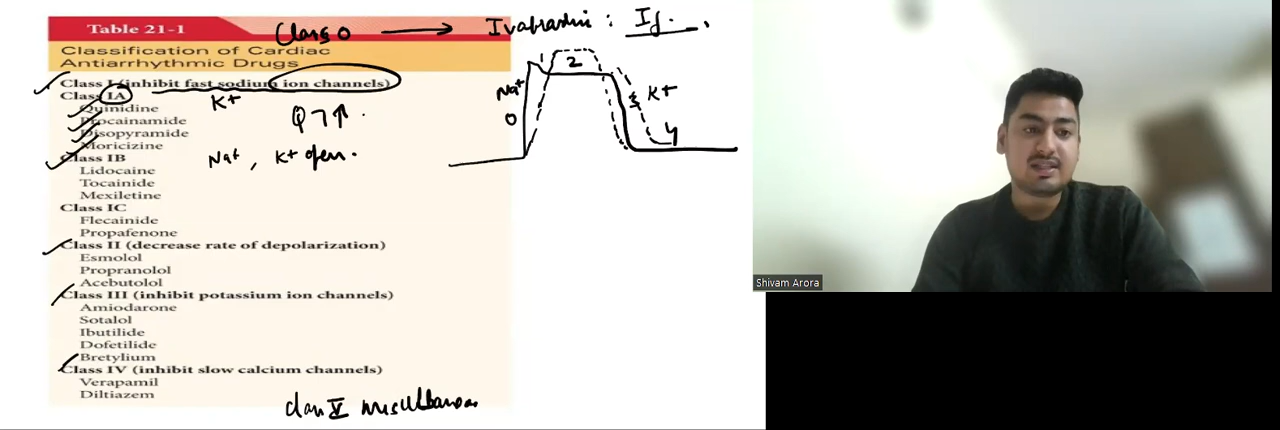 Table 21-1
Class 0 → Ivabradine : If.
Classification of Cardiac
Antiarrhythmic Drugs
Class I (inhibit fast sodium ion channels)
Class IA
K+
Quinidine
Procainamide
Disopyramide
Moricizine
Q ↑
Na+, K+ open.
Class IB
Lidocaine
Tocainide
Mexiletine
Class IC
Flecainide
Propafenone
Class II (decrease rate of depolarization)
Esmolol
Propranolol
Acebutolol
Class III (inhibit potassium ion channels)
Amiodarone
Sotalol
Ibutilide
Dofetilide
Bretylium
Class IV (inhibit slow calcium channels)
Verapamil
Diltiazem
class V
Na+
0
2
K+
4
Shivam Arora